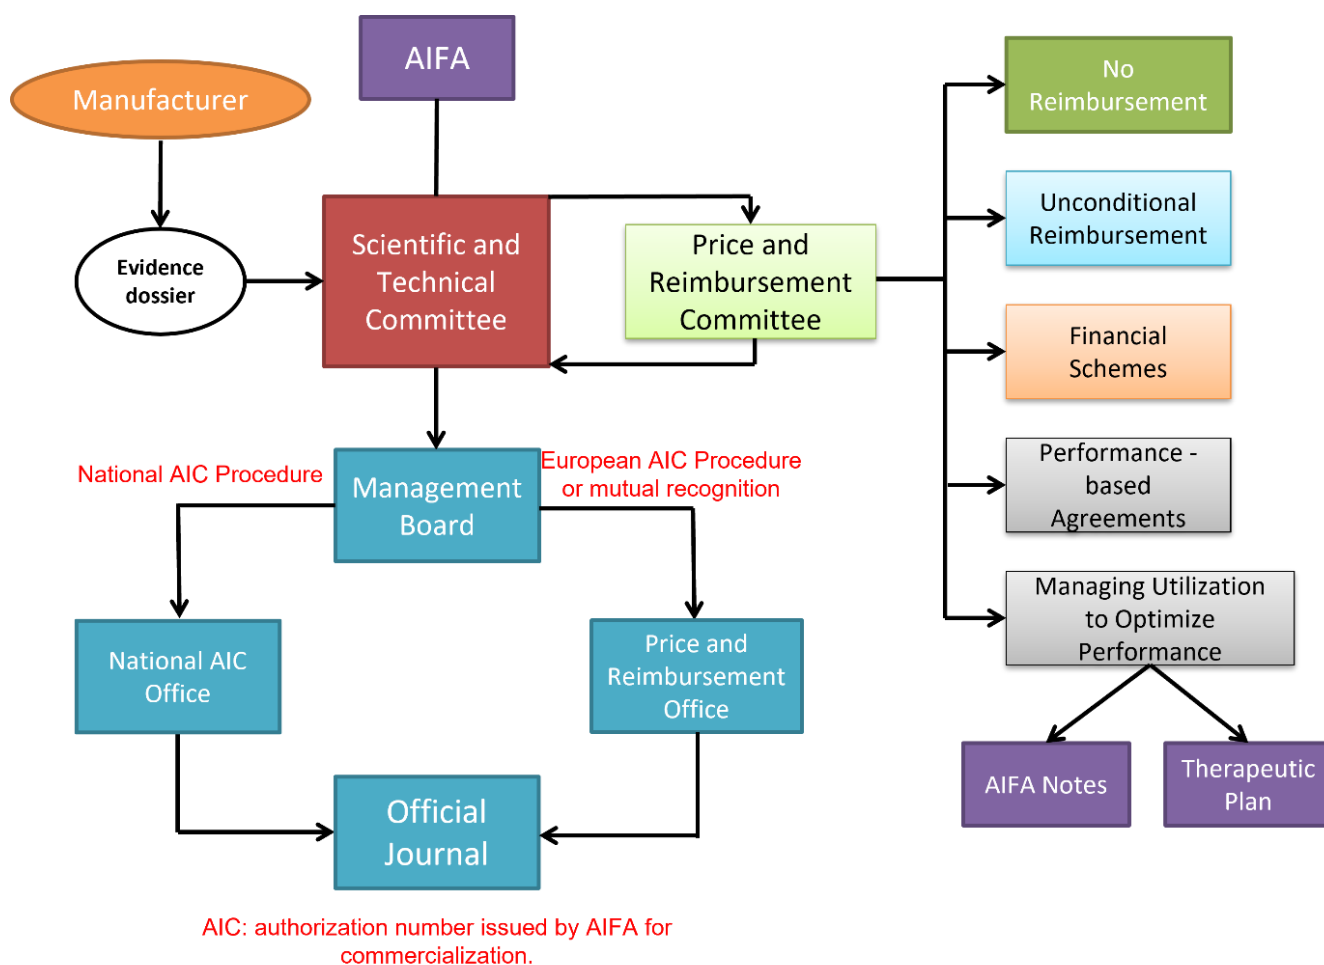 AIFA
Manufacturer
No
Reimbursement
Evidence
dossier
Scientific and
Technical
Committee
Price and
Reimbursement
Committee
Unconditional
Reimbursement
Financial
Schemes
Performance -
based
Agreements
Managing Utilization
to Optimize
Performance
AIFA Notes
Therapeutic
Plan
National AIC Procedure
Management
Board
European AIC Procedure
or mutual recognition
National AIC
Office
Price and
Reimbursement
Office
Official
Journal
AIC: authorization number issued by AIFA for
commercialization.